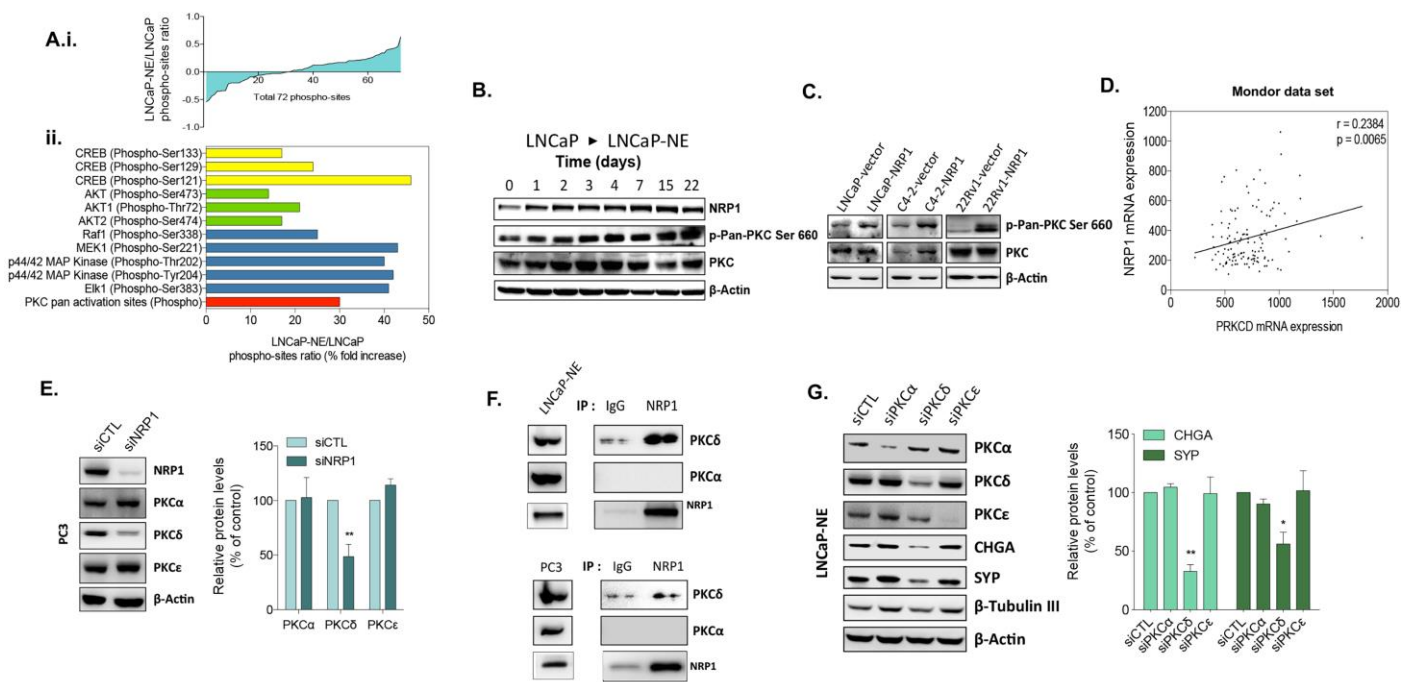 A.i.
LNCaP-NE/LNCaP
phospho-sites ratio
1.0
0.5
0.0
-0.5
-1.0
20
40
60
Total 72 phospho-sites
ii.
CREB (Phospho-Ser133)
CREB (Phospho-Ser129)
CREB (Phospho-Ser121)
AKT (Phospho-Ser473)
AKT1 (Phospho-Thr72)
AKT2 (Phospho-Ser474)
Raf1 (Phospho-Ser338)
MEK1 (Phospho-Ser221)
p44/42 MAP Kinase (Phospho-Thr202)
p44/42 MAP Kinase (Phospho-Tyr204)
Elk1 (Phospho-Ser383)
PKC pan activation sites (Phospho)
0 10 20 30 40 50
LNCaP-NE/LNCaP
phospho-sites ratio (% fold increase)
B.
LNCaP ► LNCaP-NE
Time (days)
0 1 2 3 4 7 15 22
NRP1
p-Pan-PKC Ser 660
PKC
β-Actin
C.
LNCaP-vector
LNCaP-NRP1
C4-2-vector
C4-2-NRP1
22Rv1-vector
22Rv1-NRP1
p-Pan-PKC Ser 660
PKC
β-Actin
D.
Mondor data set
r = 0.2384
p = 0.0065
NRP1 mRNA expression
1200
1000
800
600
400
200
0
0 500 1000 1500 2000
PRKCD mRNA expression
E.
siCTL
siNRP1
PC3
NRP1
PKCα
PKCδ
PKCε
β-Actin
Relative protein levels
(% of control)
150
100
50
0
siCTL
siNRP1
**
PKCα PKCδ PKCε
F.
LNCaP-NE
IP : IgG NRP1
PKCδ
PKCα
NRP1
PC3 IP : IgG NRP1
PKCδ
PKCα
NRP1
G.
siCTL
siPKCα
siPKCδ
siPKCε
LNCaP-NE
PKCα
PKCδ
PKCε
CHGA
SYP
β-Tubulin III
β-Actin
Relative protein levels
(% of control)
150
100
50
0
CHGA
SYP
**
*
siCTL
siPKCα
siPKCδ
siPKCε
siCTL
siPKCα
siPKCδ
siPKCε